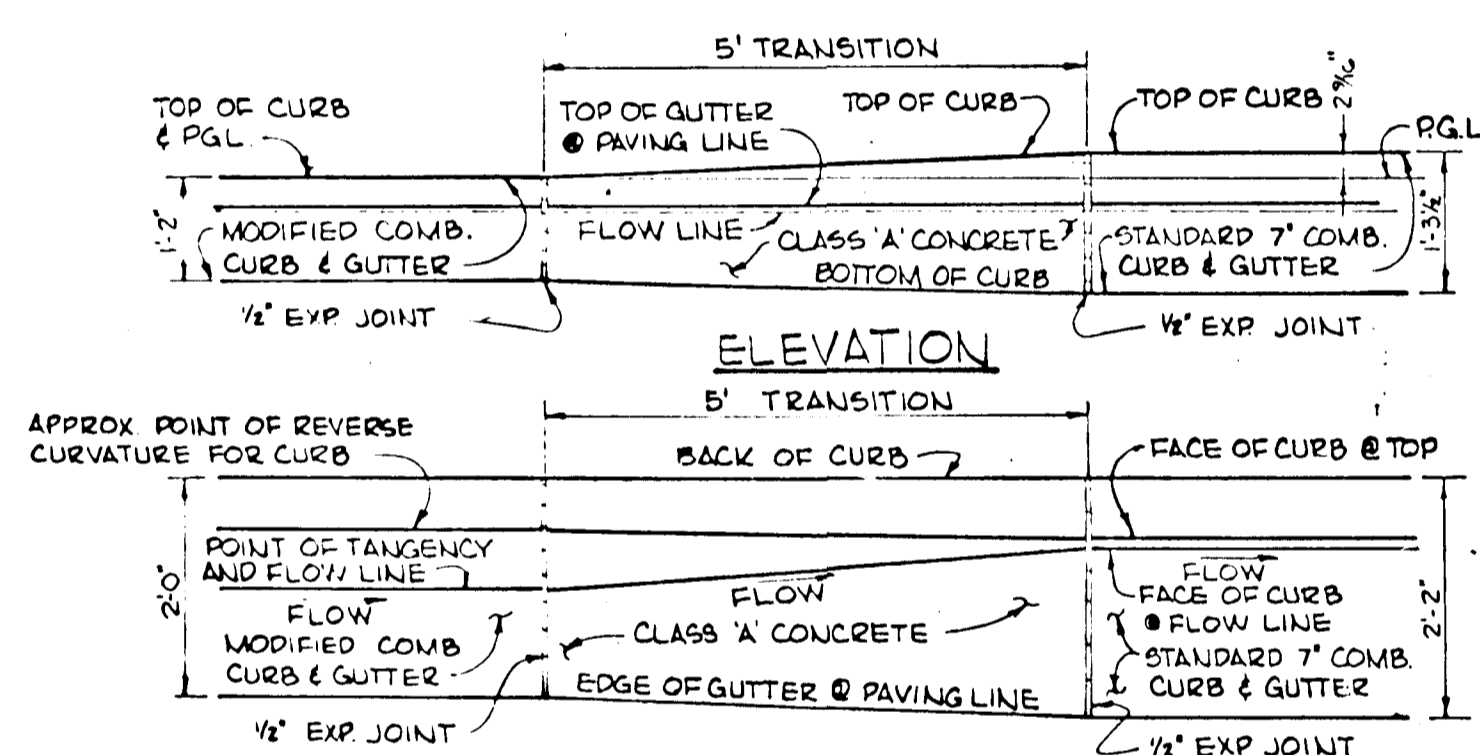 5' TRANSITION
TOP OF CURB
& PGL
TOP OF GUTTER
@ PAVING LINE
TOP OF CURB
TOP OF CURB
2 9/16"
P.G.L
1'-2"
MODIFIED COMB.
CURB & GUTTER
FLOW LINE
CLASS 'A' CONCRETE
BOTTOM OF CURB
STANDARD 7" COMB.
CURB & GUTTER
1'-3 1/2"
1/2" EXP. JOINT
1/2" EXP. JOINT
ELEVATION
5' TRANSITION
APPROX. POINT OF REVERSE
CURVATURE FOR CURB
BACK OF CURB
FACE OF CURB @ TOP
2'-0"
POINT OF TANGENCY
AND FLOW LINE
FLOW
MODIFIED COMB
CURB & GUTTER
FLOW
CLASS 'A' CONCRETE
EDGE OF GUTTER @ PAVING LINE
FLOW
FACE OF CURB
@ FLOW LINE
STANDARD 7" COMB.
CURB & GUTTER
2'-2"
1/2" EXP. JOINT
1/2" EXP JOINT